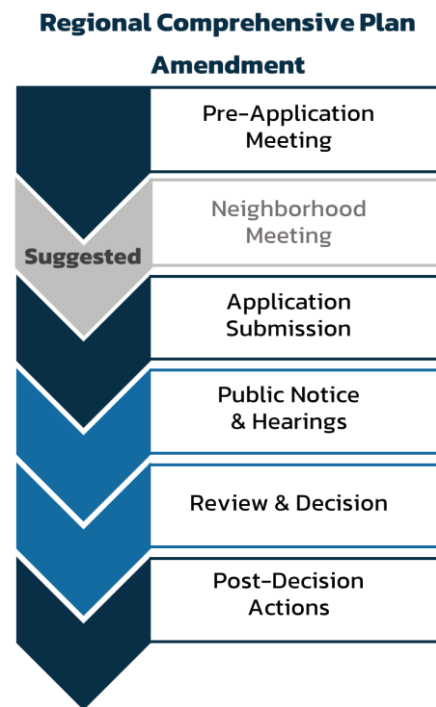 Regional Comprehensive Plan
Amendment
Pre-Application
Meeting
Neighborhood
Meeting
Suggested
Application
Submission
Public Notice
& Hearings
Review & Decision
Post-Decision
Actions